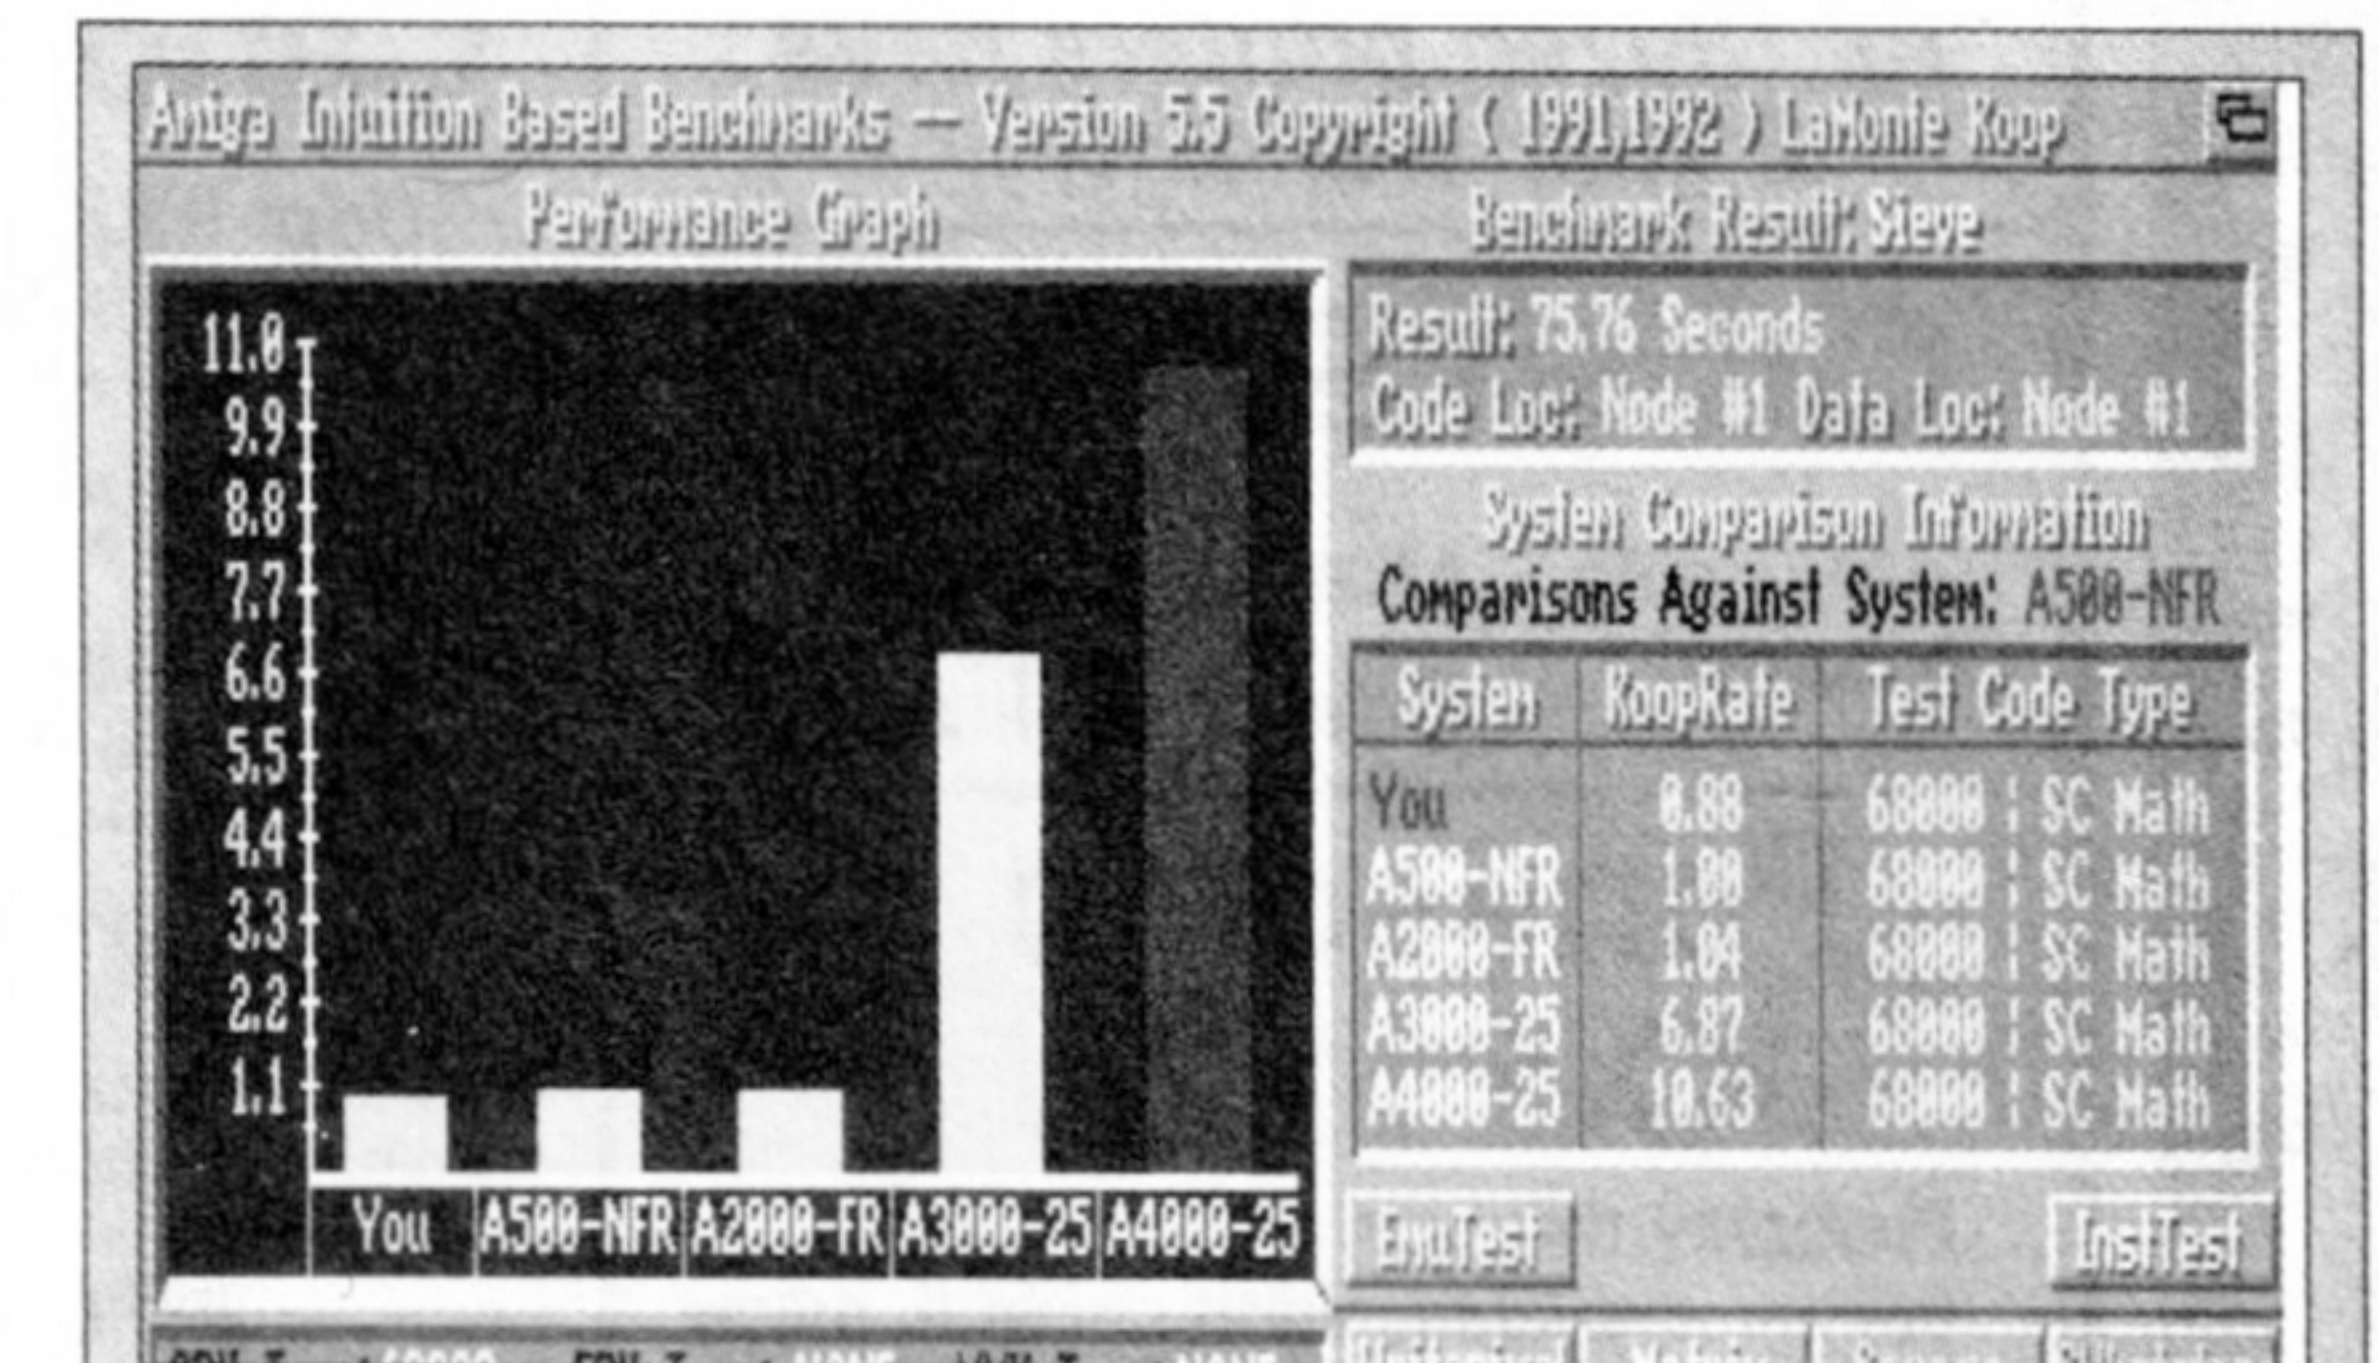 Amiga Intuition Based Benchmarks — Version 5.5 Copyright ( 1991,1992 ) LaMonte Koop
Performance Graph
11.0
9.9
8.8
7.7
6.6
5.5
4.4
3.3
2.2
1.1
You A500-NFR A2000-FR A3000-25 A4000-25
Benchmark Result: Sieve
Result: 75.76 Seconds
Code Loc: Node #1 Data Loc: Node #1
System Comparison Information
Comparisons Against System: A500-NFR
System KoopRate Test Code Type
You 0.88 68000 : SC Math
A500-NFR 1.00 68000 : SC Math
A2000-FR 1.04 68000 : SC Math
A3000-25 6.87 68000 : SC Math
A4000-25 10.63 68000 : SC Math
EmuTest InstTest